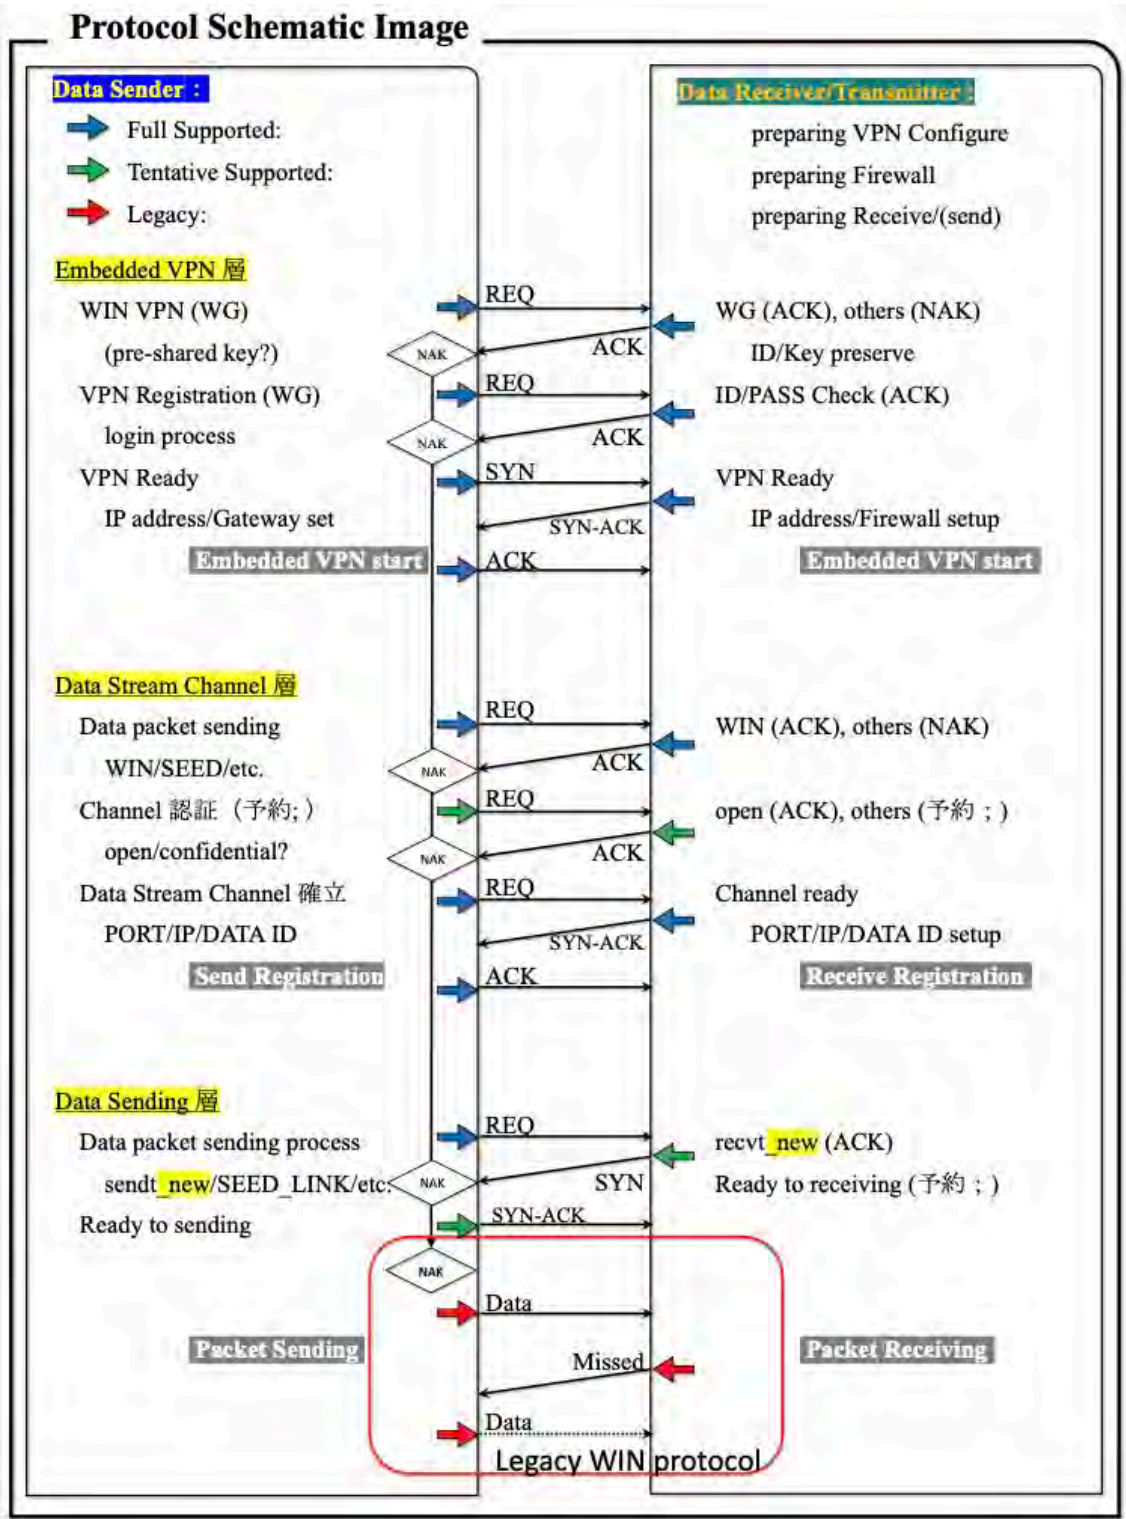 Protocol Schematic Image
Data Sender :
Full Supported:
Tentative Supported:
Legacy:
Data Receiver/Transmitter :
preparing VPN Configure
preparing Firewall
preparing Receive/(send)
Embedded VPN 層
WIN VPN (WG)
REQ
WG (ACK), others (NAK)
(pre-shared key?)
NAK
ACK
ID/Key preserve
VPN Registration (WG)
REQ
ID/PASS Check (ACK)
login process
NAK
ACK
VPN Ready
SYN
VPN Ready
IP address/Gateway set
SYN-ACK
IP address/Firewall setup
Embedded VPN start
ACK
Embedded VPN start
Data Stream Channel 層
Data packet sending
REQ
WIN (ACK), others (NAK)
WIN/SEED/etc.
NAK
ACK
Channel 認証（予約; ）
REQ
open (ACK), others (予約 ; )
open/confidential?
NAK
ACK
Data Stream Channel 確立
REQ
Channel ready
PORT/IP/DATA ID
SYN-ACK
PORT/IP/DATA ID setup
Send Registration
ACK
Receive Registration
Data Sending 層
Data packet sending process
REQ
recvt_new (ACK)
sendt_new/SEED_LINK/etc.
NAK
SYN
Ready to receiving (予約 ; )
Ready to sending
SYN-ACK
NAK
Data
Packet Sending
Missed
Packet Receiving
Data
Legacy WIN protocol